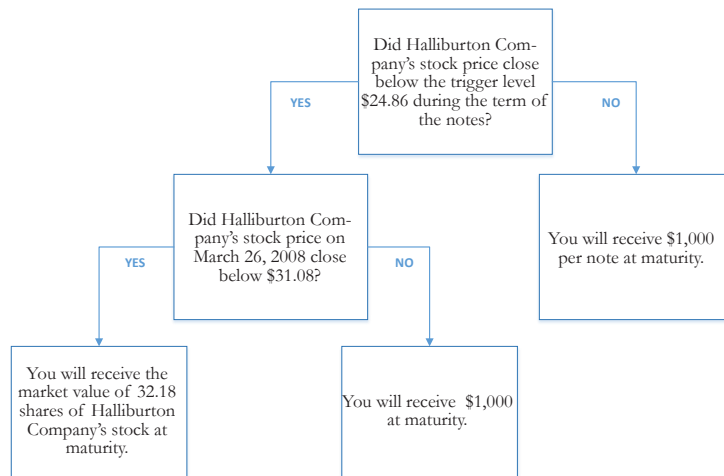 Did Halliburton Com-
pany's stock price close
below the trigger level
$24.86 during the term of
the notes?
YES
NO
Did Halliburton Com-
pany's stock price on
March 26, 2008 close
below $31.08?
You will receive $1,000
per note at maturity.
YES
NO
You will receive the
market value of 32.18
shares of Halliburton
Company's stock at
maturity.
You will receive $1,000
at maturity.